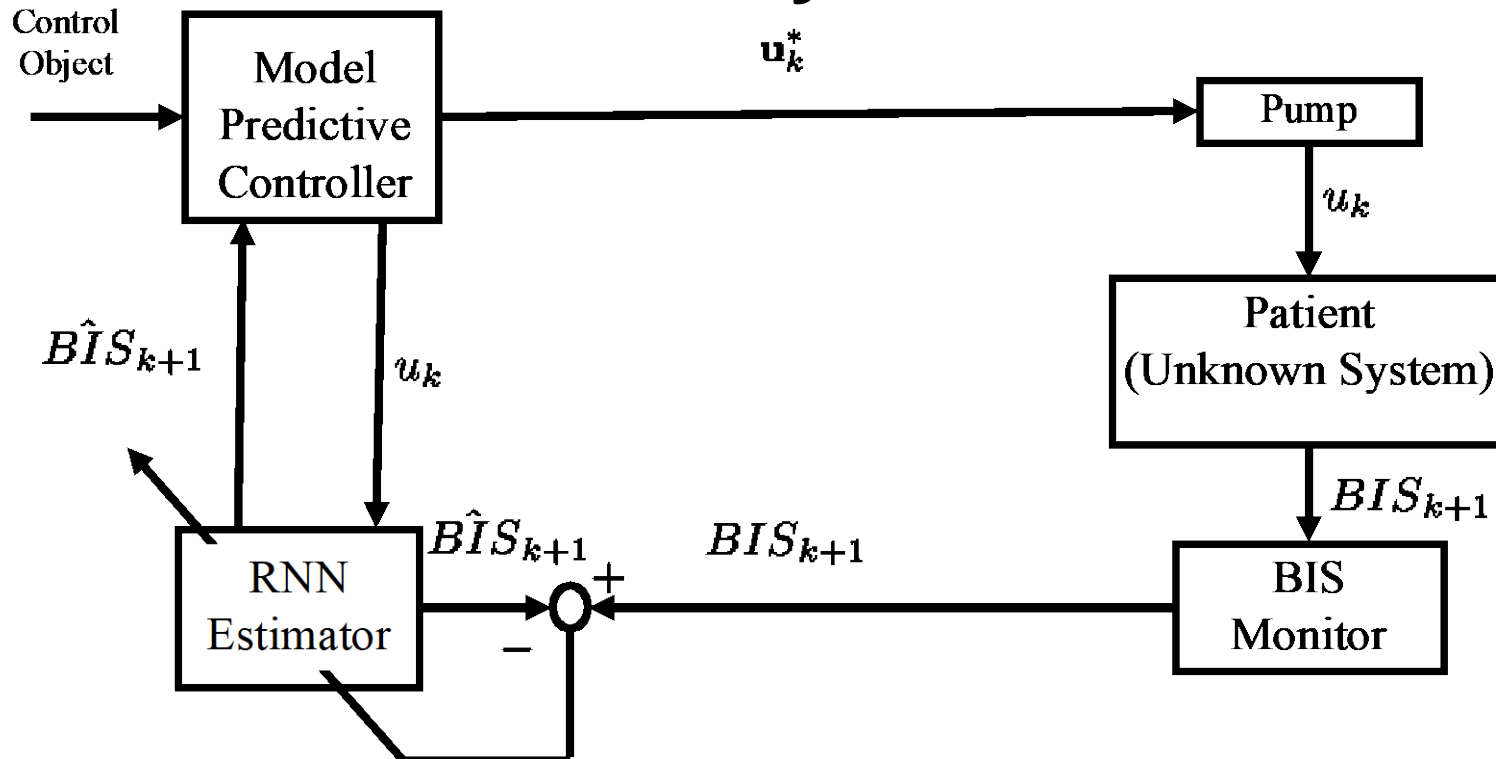 Control
Object
Model
Predictive
Controller
𝐮*ₖ
Pump
uₖ
Patient
(Unknown System)
BÎSₖ₊₁
uₖ
BISₖ₊₁
RNN
Estimator
BÎSₖ₊₁
+
−
BISₖ₊₁
BIS
Monitor